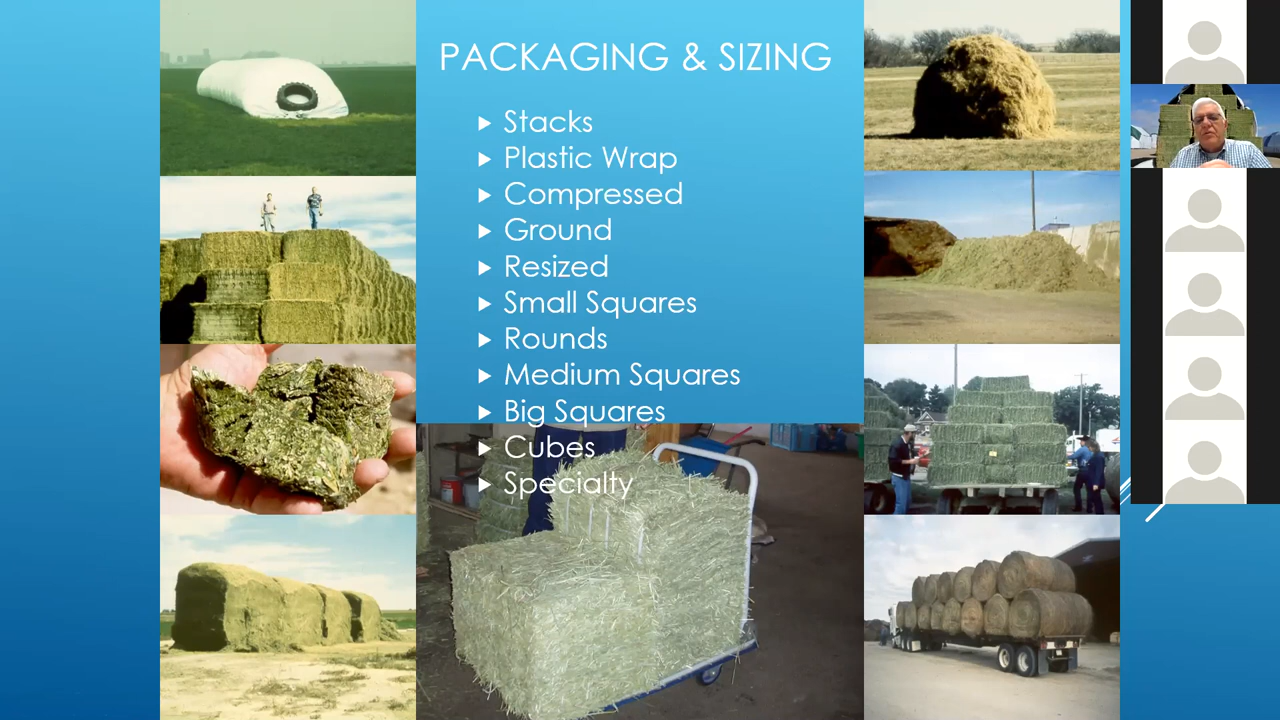 PACKAGING & SIZING
Stacks
Plastic Wrap
Compressed
Ground
Resized
Small Squares
Rounds
Medium Squares
Big Squares
Cubes
Specialty